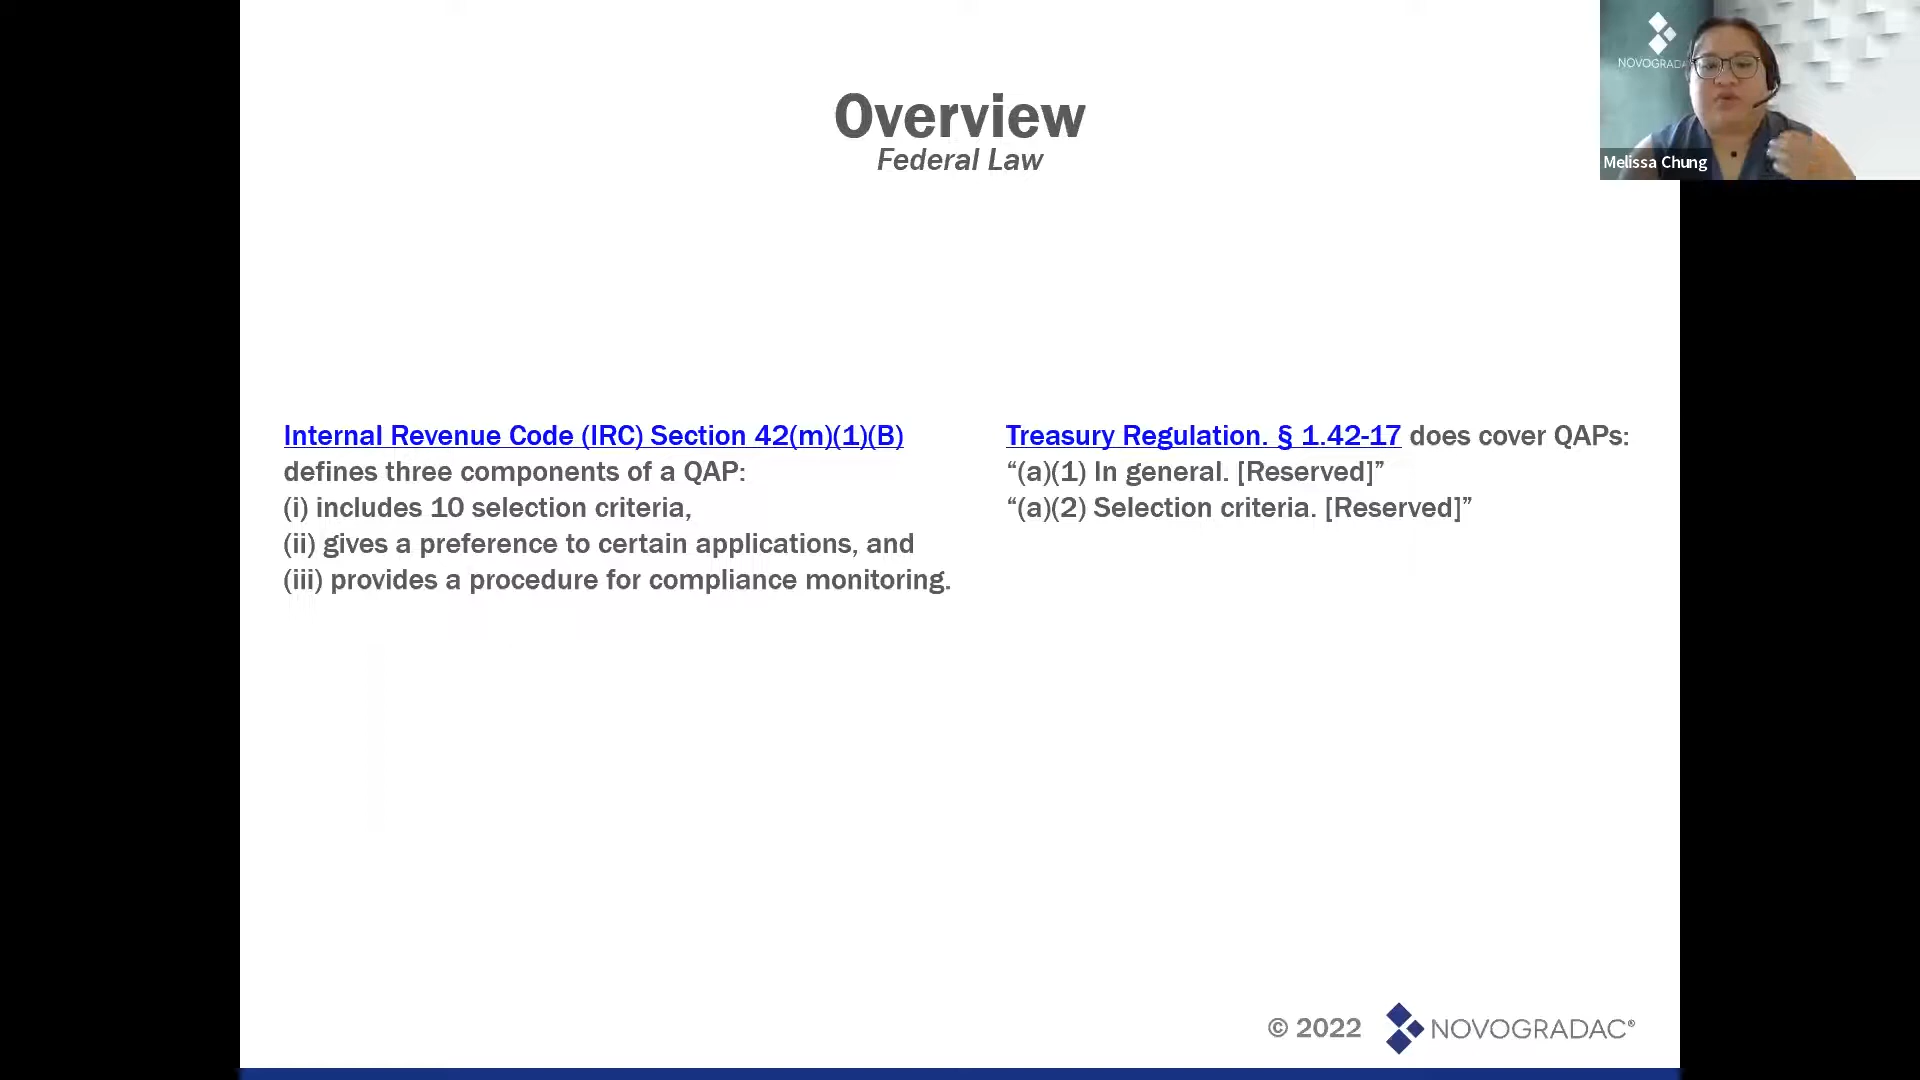 Overview
Federal Law
NOVOGRADAC
Melissa Chung
Internal Revenue Code (IRC) Section 42(m)(1)(B)
defines three components of a QAP:
(i) includes 10 selection criteria,
(ii) gives a preference to certain applications, and
(iii) provides a procedure for compliance monitoring.
Treasury Regulation. § 1.42-17 does cover QAPs:
“(a)(1) In general. [Reserved]”
“(a)(2) Selection criteria. [Reserved]”
© 2022 NOVOGRADAC®